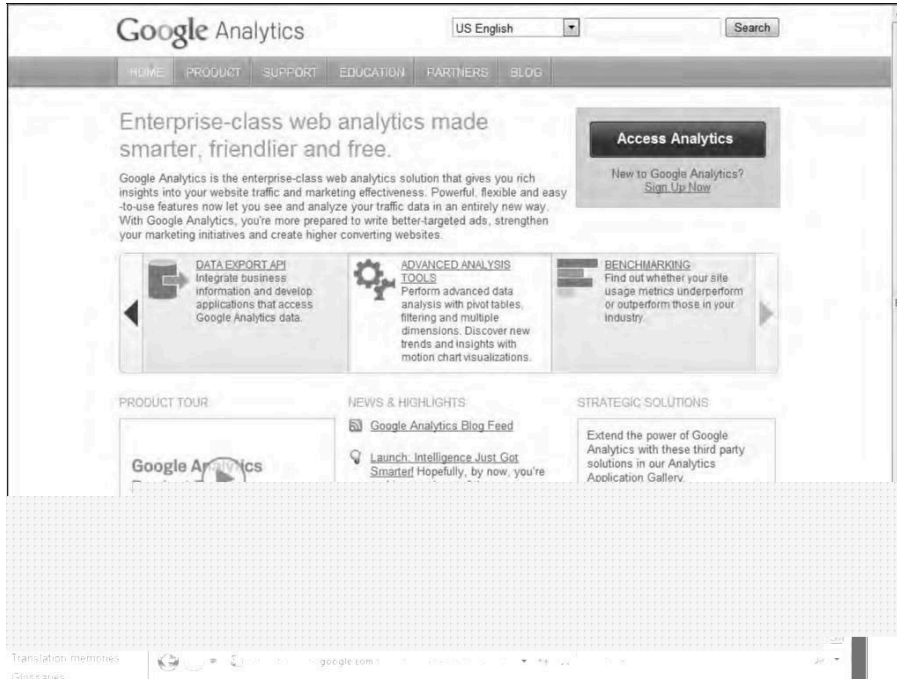 Google Analytics
US English
Search
HOME PRODUCT SUPPORT EDUCATION PARTNERS BLOG
Enterprise-class web analytics made
smarter, friendlier and free.
Google Analytics is the enterprise-class web analytics solution that gives you rich
insights into your website traffic and marketing effectiveness. Powerful, flexible and easy
-to-use features now let you see and analyze your traffic data in an entirely new way.
With Google Analytics, you're more prepared to write better-targeted ads, strengthen
your marketing initiatives and create higher converting websites.
Access Analytics
New to Google Analytics?
Sign Up Now
DATA EXPORT API
Integrate business
information and develop
applications that access
Google Analytics data.
ADVANCED ANALYSIS
TOOLS
Perform advanced data
analysis with pivot tables,
filtering and multiple
dimensions. Discover new
trends and insights with
motion chart visualizations.
BENCHMARKING
Find out whether your site
usage metrics underperform
or outperform those in your
industry.
PRODUCT TOUR
Google Analytics
NEWS & HIGHLIGHTS
Google Analytics Blog Feed
Launch: Intelligence Just Got
Smarter! Hopefully, by now, you're
STRATEGIC SOLUTIONS
Extend the power of Google
Analytics with these third party
solutions in our Analytics
Application Gallery.
Translation memories
google.com
Glossaries